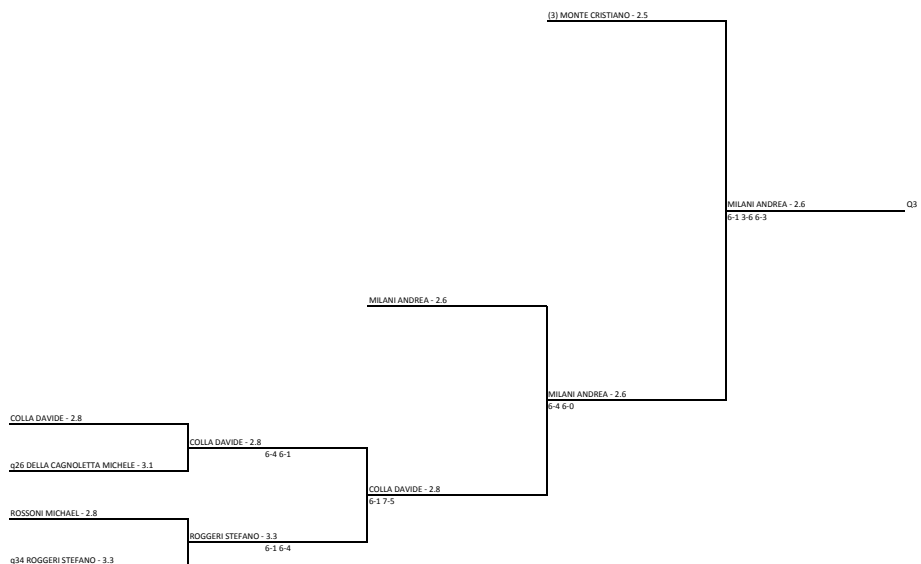 (3) MONTE CRISTIANO - 2.5
MILANI ANDREA - 2.6
Q3
6-1 3-6 6-3
MILANI ANDREA - 2.6
MILANI ANDREA - 2.6
6-4 6-0
COLLA DAVIDE - 2.8
COLLA DAVIDE - 2.8
6-4 6-1
q26 DELLA CAGNOLETTA MICHELE - 3.1
COLLA DAVIDE - 2.8
6-1 7-5
ROSSONI MICHAEL - 2.8
ROGGERI STEFANO - 3.3
6-1 6-4
q34 ROGGERI STEFANO - 3.3